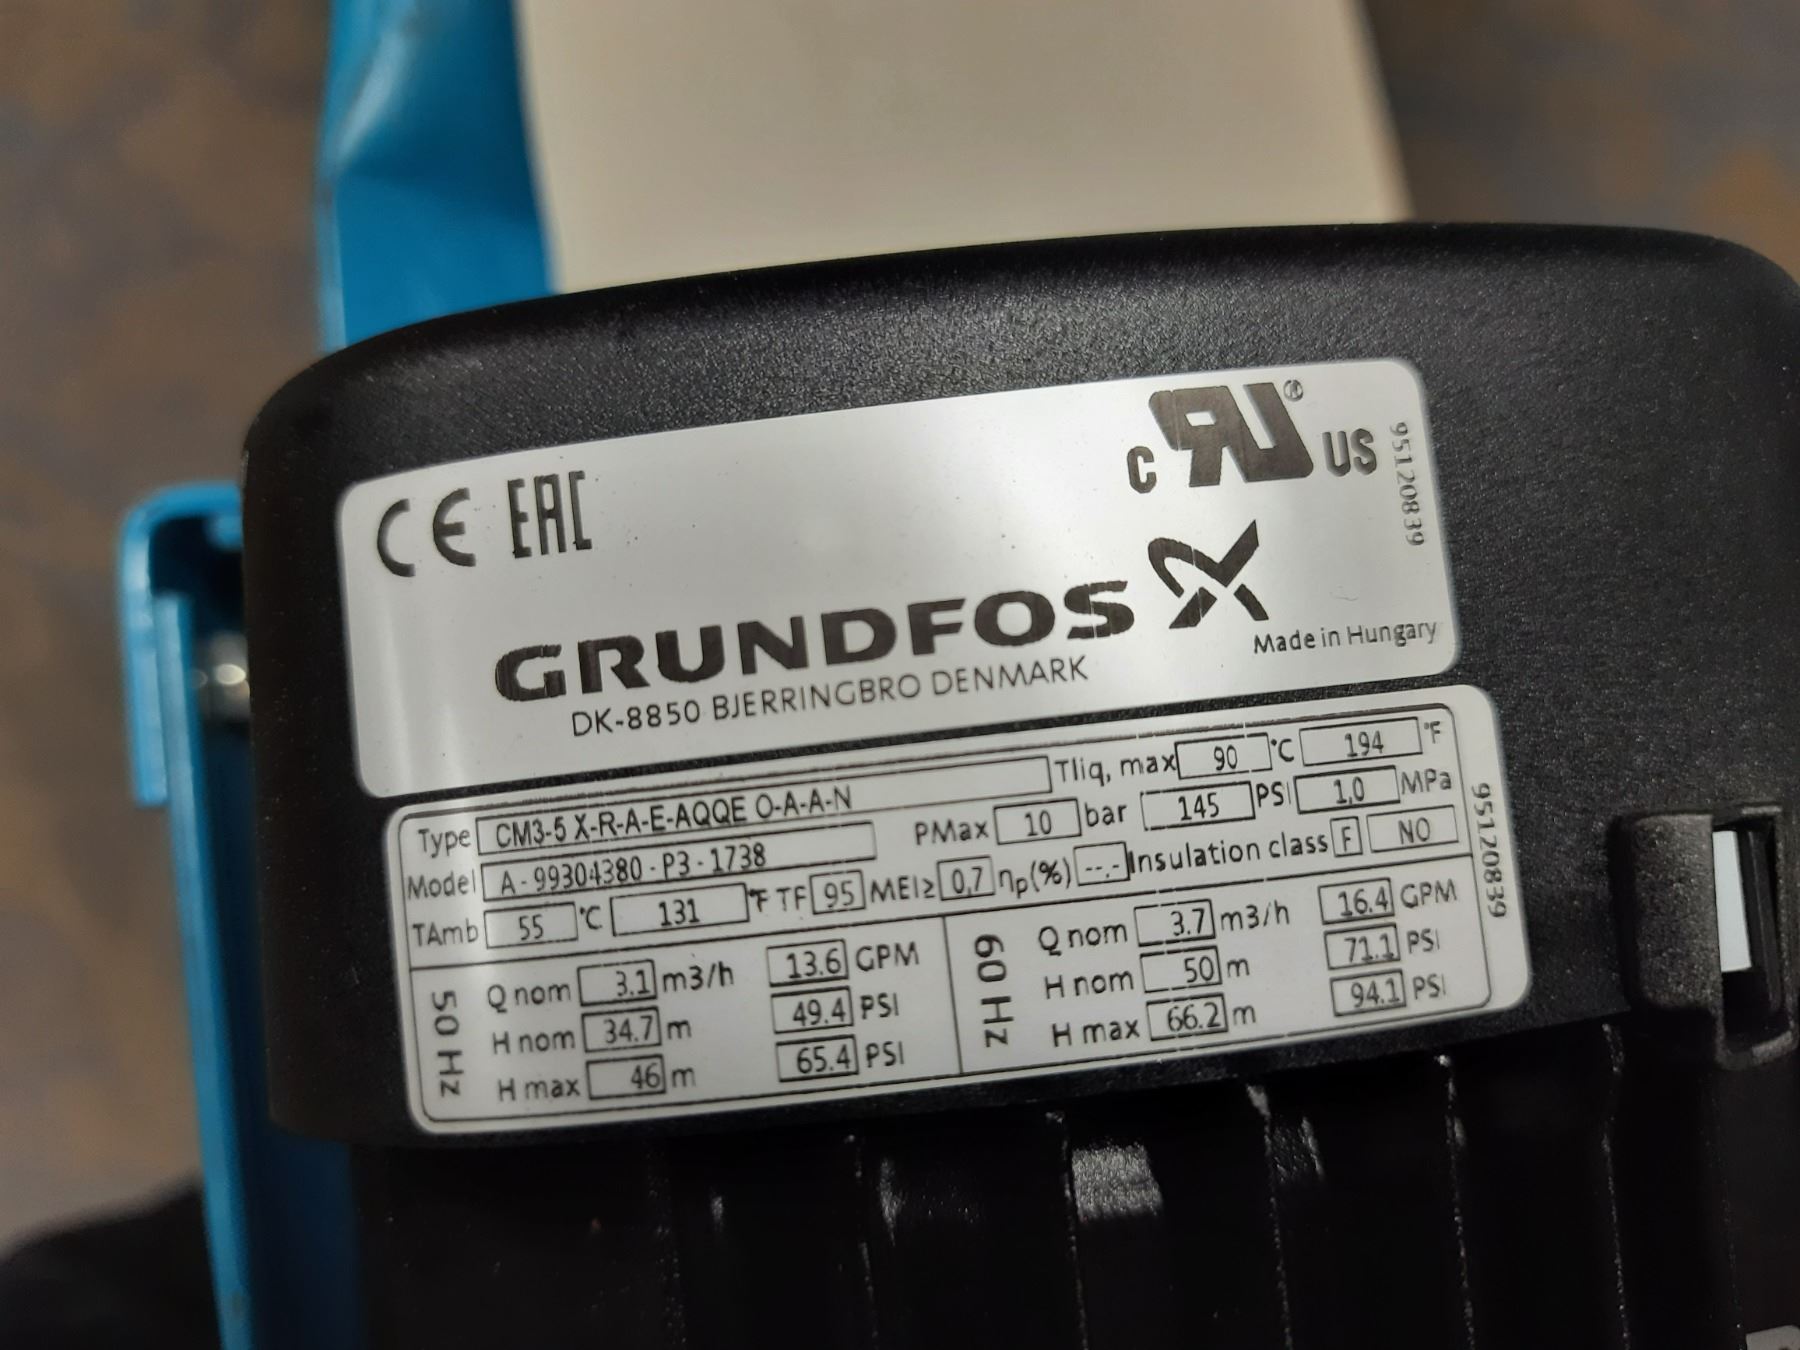 CE EAC
c RU® US
95120839
GRUNDFOS
Made in Hungary
DK-8850 BJERRINGBRO DENMARK
Type CM3-5 X-R-A-E-AQQE O-A-A-N Tliq, max 90 °C 194 °F
Model A - 99304380 - P3 - 1738 PMax 10 bar 145 PSI 1,0 MPa
TAmb 55 °C 131 °F TF 95 MEI≥ 0,7 ηp(%) --.- Insulation class F NO
95120839
50 Hz
Q nom 3.1 m3/h 13.6 GPM
H nom 34.7 m 49.4 PSI
H max 46 m 65.4 PSI
60 Hz
Q nom 3.7 m3/h 16.4 GPM
H nom 50 m 71.1 PSI
H max 66.2 m 94.1 PSI